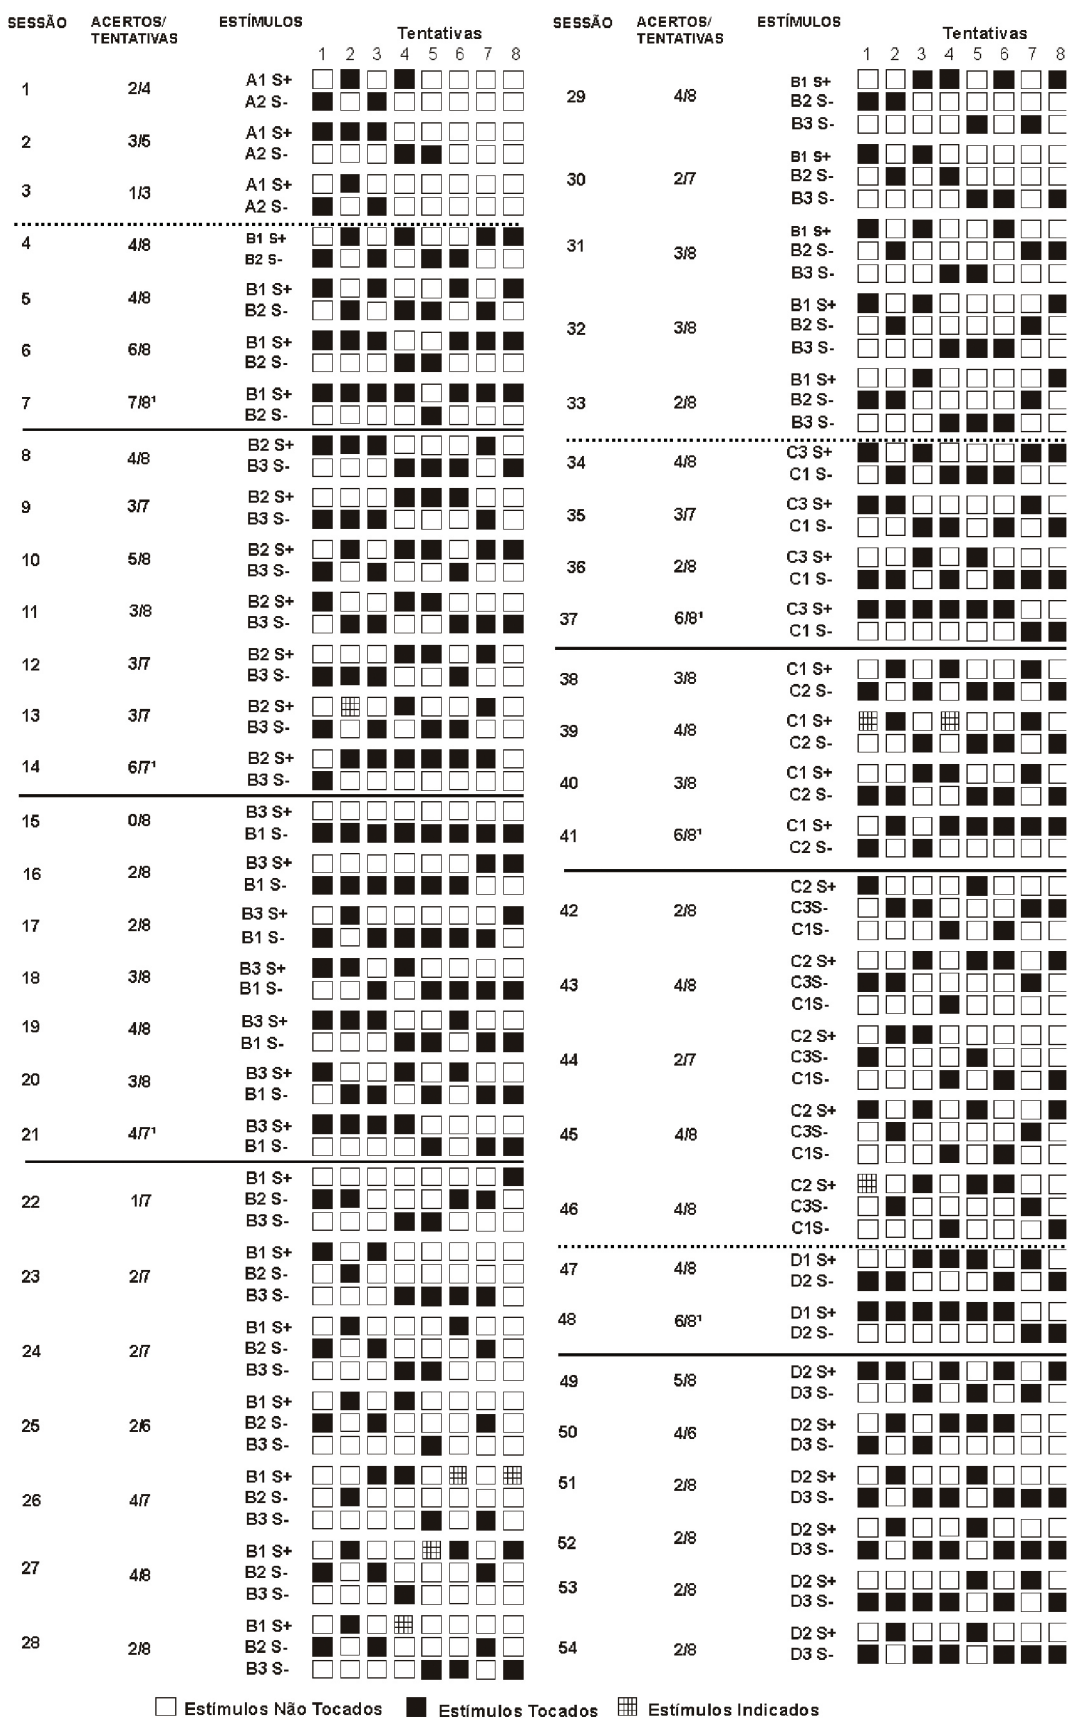 SESSÃO ACERTOS/ ESTÍMULOS Tentativas
TENTATIVAS
1 2 3 4 5 6 7 8
1 2/4 A1 S+
A2 S-
2 3/5 A1 S+
A2 S-
3 1/3 A1 S+
A2 S-
4 4/8 B1 S+
B2 S-
5 4/8 B1 S+
B2 S-
6 6/8 B1 S+
B2 S-
7 7/8¹ B1 S+
B2 S-
8 4/8 B2 S+
B3 S-
9 3/7 B2 S+
B3 S-
10 5/8 B2 S+
B3 S-
11 3/8 B2 S+
B3 S-
12 3/7 B2 S+
B3 S-
13 3/7 B2 S+
B3 S-
14 6/7¹ B2 S+
B3 S-
15 0/8 B3 S+
B1 S-
16 2/8 B3 S+
B1 S-
17 2/8 B3 S+
B1 S-
18 3/8 B3 S+
B1 S-
19 4/8 B3 S+
B1 S-
20 3/8 B3 S+
B1 S-
21 4/7¹ B3 S+
B1 S-
22 1/7 B1 S+
B2 S-
B3 S-
23 2/7 B1 S+
B2 S-
B3 S-
24 2/7 B1 S+
B2 S-
B3 S-
25 2/6 B1 S+
B2 S-
B3 S-
26 4/7 B1 S+
B2 S-
B3 S-
27 4/8 B1 S+
B2 S-
B3 S-
28 2/8 B1 S+
B2 S-
B3 S-
SESSÃO ACERTOS/ ESTÍMULOS Tentativas
TENTATIVAS
1 2 3 4 5 6 7 8
29 4/8 B1 S+
B2 S-
B3 S-
30 2/7 B1 S+
B2 S-
B3 S-
31 3/8 B1 S+
B2 S-
B3 S-
32 3/8 B1 S+
B2 S-
B3 S-
33 2/8 B1 S+
B2 S-
B3 S-
34 4/8 C3 S+
C1 S-
35 3/7 C3 S+
C1 S-
36 2/8 C3 S+
C1 S-
37 6/8¹ C3 S+
C1 S-
38 3/8 C1 S+
C2 S-
39 4/8 C1 S+
C2 S-
40 3/8 C1 S+
C2 S-
41 6/8¹ C1 S+
C2 S-
42 2/8 C2 S+
C3S-
C1S-
43 4/8 C2 S+
C3S-
C1S-
44 2/7 C2 S+
C3S-
C1S-
45 4/8 C2 S+
C3S-
C1S-
46 4/8 C2 S+
C3S-
C1S-
47 4/8 D1 S+
D2 S-
48 6/8¹ D1 S+
D2 S-
49 5/8 D2 S+
D3 S-
50 4/6 D2 S+
D3 S-
51 2/8 D2 S+
D3 S-
52 2/8 D2 S+
D3 S-
53 2/8 D2 S+
D3 S-
54 2/8 D2 S+
D3 S-
Estímulos Não Tocados Estímulos Tocados Estímulos Indicados